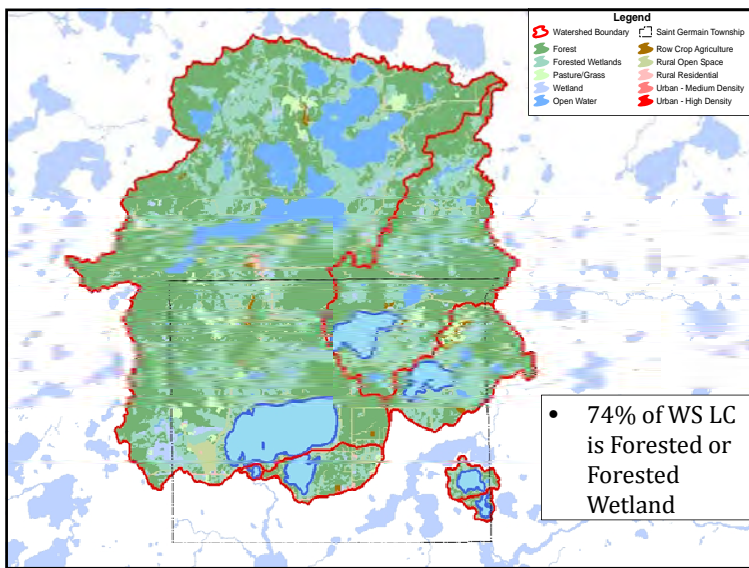 Legend
Watershed Boundary
Saint Germain Township
Forest
Row Crop Agriculture
Forested Wetlands
Rural Open Space
Pasture/Grass
Rural Residential
Wetland
Urban - Medium Density
Open Water
Urban - High Density
• 74% of WS LC
is Forested or
Forested
Wetland